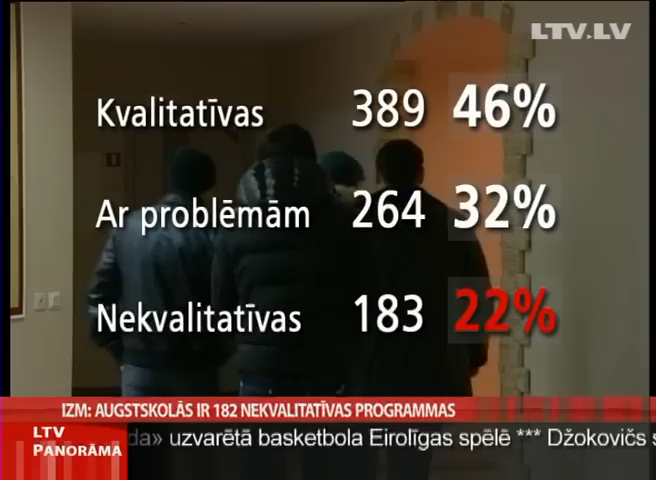 LTV.LV
Kvalitatīvas 389 46%
Ar problēmām 264 32%
Nekvalitatīvas 183 22%
IZM: AUGSTSKOLĀS IR 182 NEKVALITATĪVAS PROGRAMMAS
LTV
PANORĀMA
da» uzvarētā basketbola Eirolīgas spēlē *** Džokovičs s